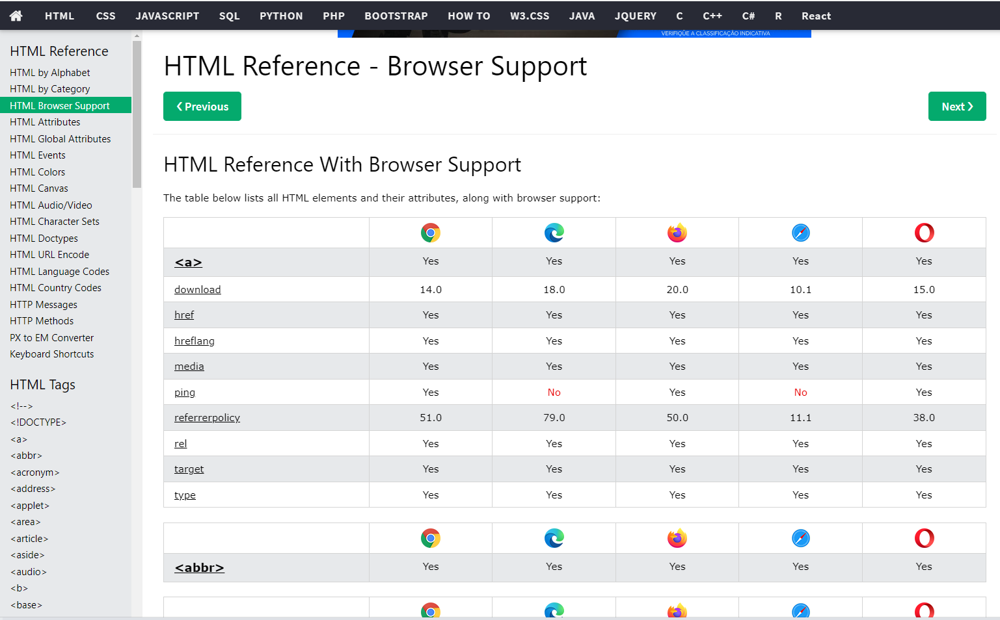 HTML CSS JAVASCRIPT SQL PYTHON PHP BOOTSTRAP HOW TO W3.CSS JAVA JQUERY C C++ C# R React
VERIFIQUE A CLASSIFICAÇÃO INDICATIVA
HTML Reference
HTML by Alphabet
HTML by Category
HTML Browser Support
HTML Attributes
HTML Global Attributes
HTML Events
HTML Colors
HTML Canvas
HTML Audio/Video
HTML Character Sets
HTML Doctypes
HTML URL Encode
HTML Language Codes
HTML Country Codes
HTTP Messages
HTTP Methods
PX to EM Converter
Keyboard Shortcuts
HTML Tags
<!-->
<!DOCTYPE>
<a>
<abbr>
<acronym>
<address>
<applet>
<area>
<article>
<aside>
<audio>
<b>
<base>
HTML Reference - Browser Support
❮ Previous
Next ❯
HTML Reference With Browser Support
The table below lists all HTML elements and their attributes, along with browser support:
<a> Yes Yes Yes Yes Yes
download 14.0 18.0 20.0 10.1 15.0
href Yes Yes Yes Yes Yes
hreflang Yes Yes Yes Yes Yes
media Yes Yes Yes Yes Yes
ping Yes No Yes No Yes
referrerpolicy 51.0 79.0 50.0 11.1 38.0
rel Yes Yes Yes Yes Yes
target Yes Yes Yes Yes Yes
type Yes Yes Yes Yes Yes
<abbr> Yes Yes Yes Yes Yes